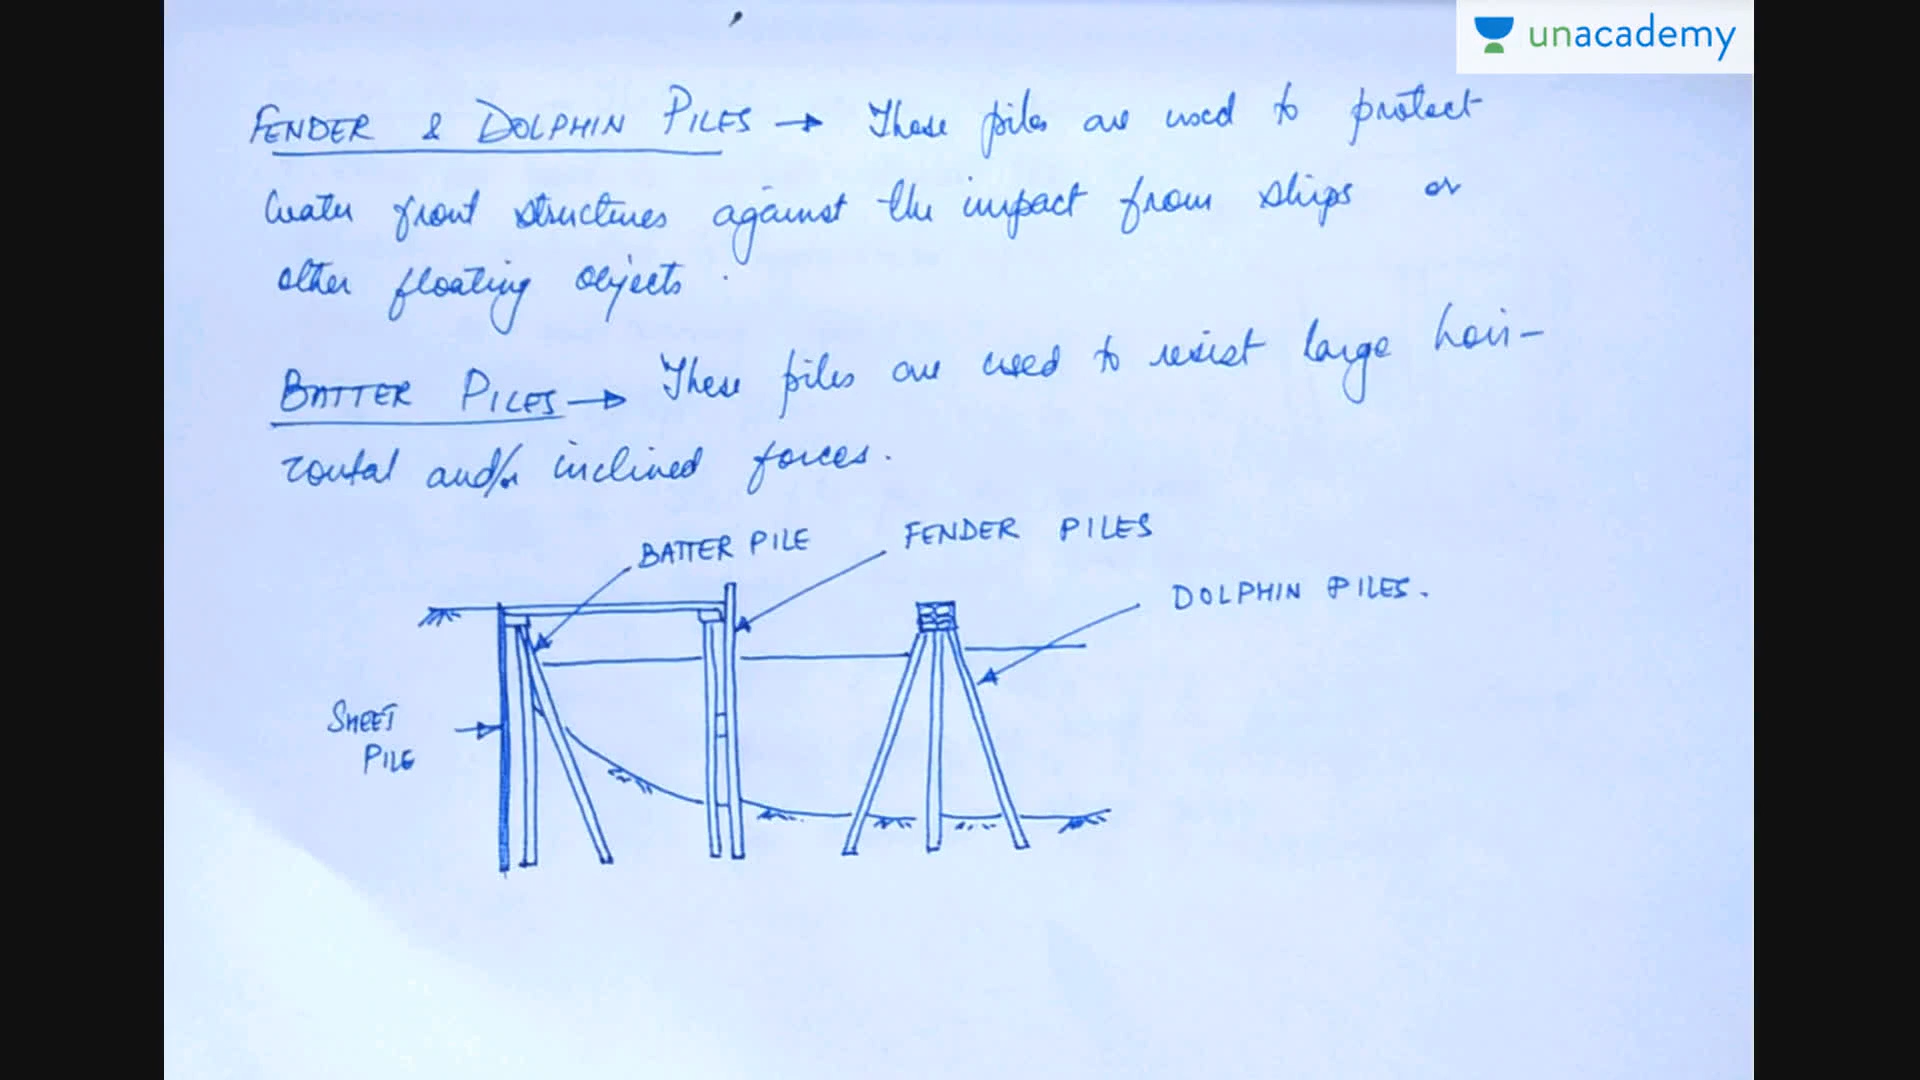 unacademy
FENDER & DOLPHIN PILES → These piles are used to protect
water front structures against the impact from ships or
other floating objects.
BATTER PILES → These piles are used to resist large hori-
zontal and/or inclined forces.
BATTER PILE
FENDER PILES
DOLPHIN PILES.
SHEET
PILE